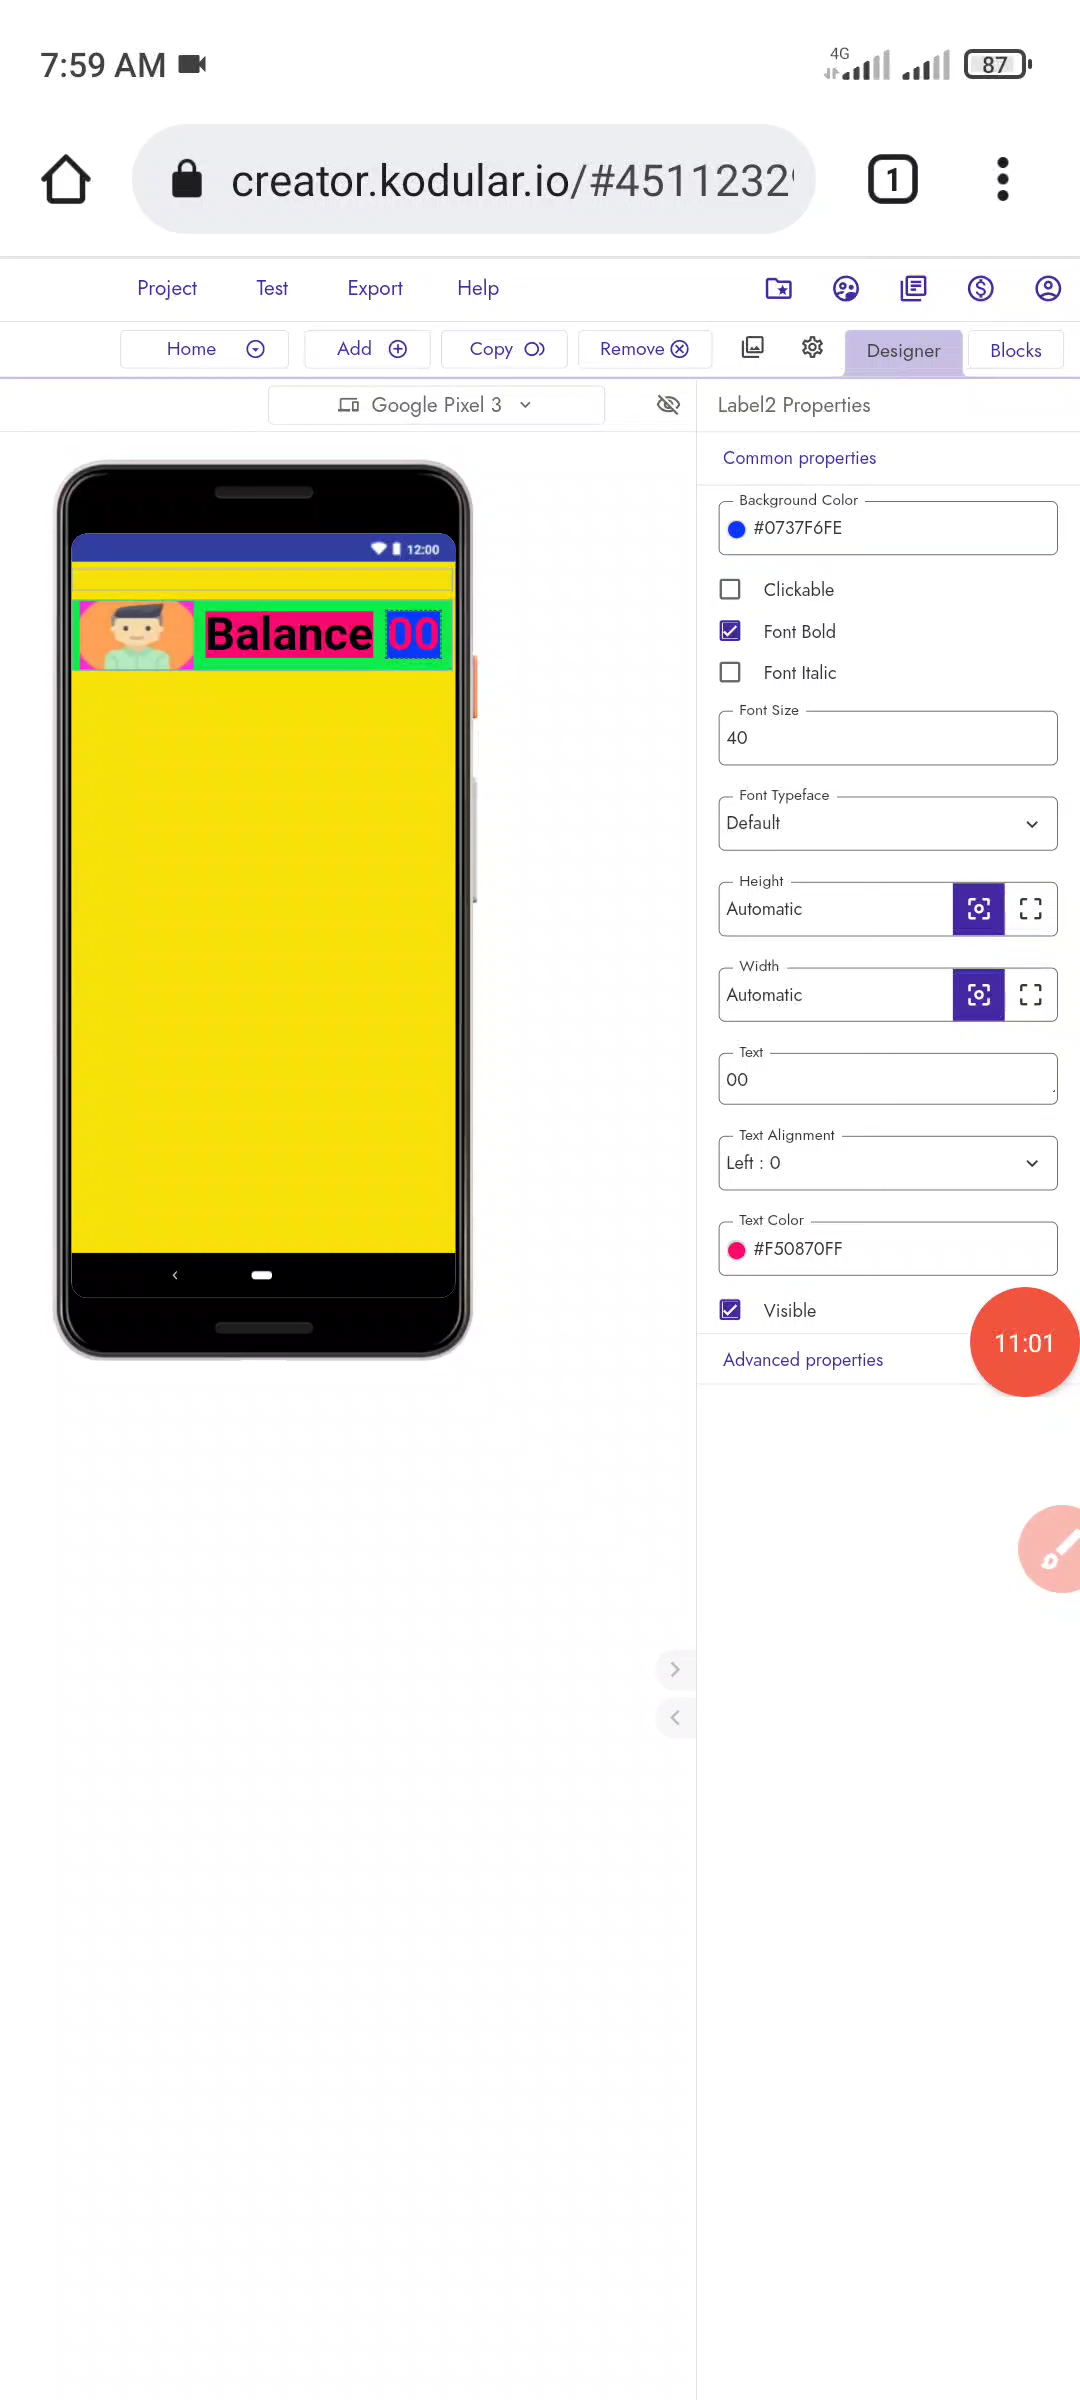 7:59 AM
4G
87
creator.kodular.io/#4511232
1
Project Test Export Help
Home Add Copy Remove Designer Blocks
Google Pixel 3
Label2 Properties
Common properties
12:00
Balance 00
Background Color
#0737F6FE
Clickable
Font Bold
Font Italic
Font Size
40
Font Typeface
Default
Height
Automatic
Width
Automatic
Text
00
Text Alignment
Left : 0
Text Color
#F50870FF
Visible
11:01
Advanced properties